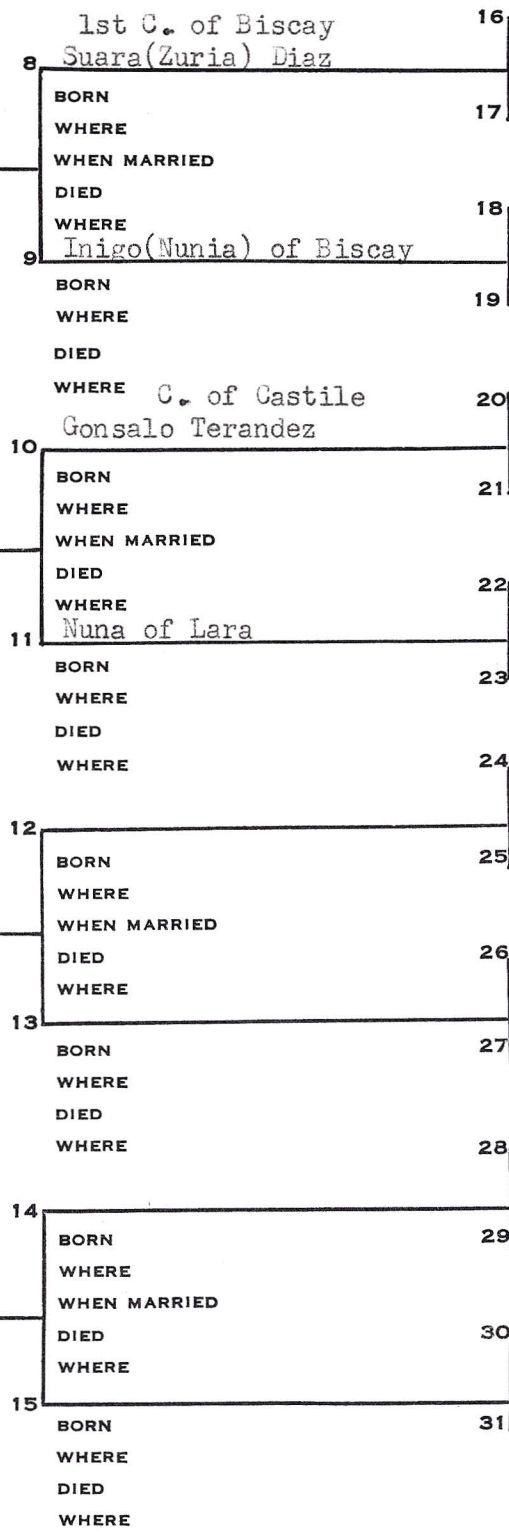 1st C. of Biscay
16
8 Suara(Zuria) Diaz
BORN
17
WHERE
WHEN MARRIED
DIED
18
WHERE
9 Inigo(Nunia) of Biscay
BORN
19
WHERE
DIED
WHERE C. of Castile
20
Gonsalo Terandez
10
BORN
21
WHERE
WHEN MARRIED
DIED
22
WHERE
11 Nuna of Lara
BORN
23
WHERE
DIED
WHERE
24
12
BORN
25
WHERE
WHEN MARRIED
DIED
26
WHERE
13
BORN
27
WHERE
DIED
WHERE
28
14
BORN
29
WHERE
WHEN MARRIED
DIED
30
WHERE
15
BORN
31
WHERE
DIED
WHERE